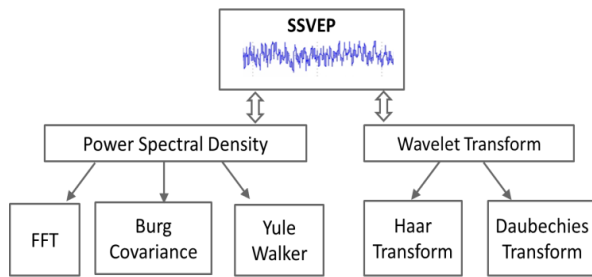 SSVEP
Power Spectral Density
Wavelet Transform
FFT
Burg
Covariance
Yule
Walker
Haar
Transform
Daubechies
Transform